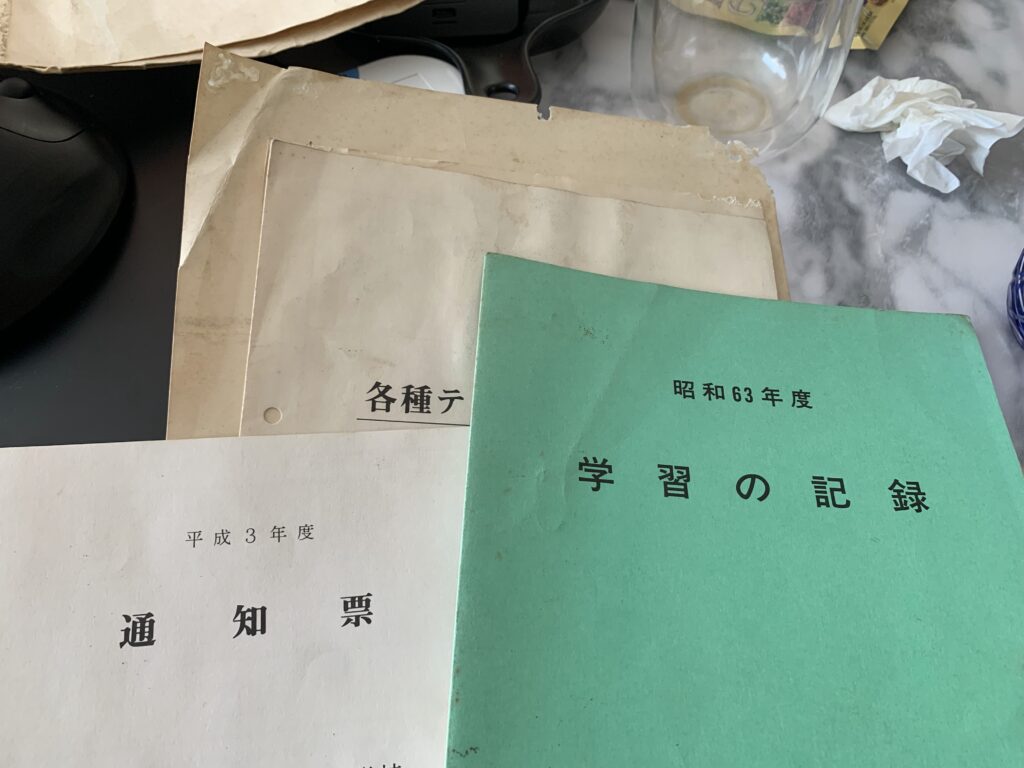 各種テ
昭和63年度
学習の記録
平成3年度
通知票